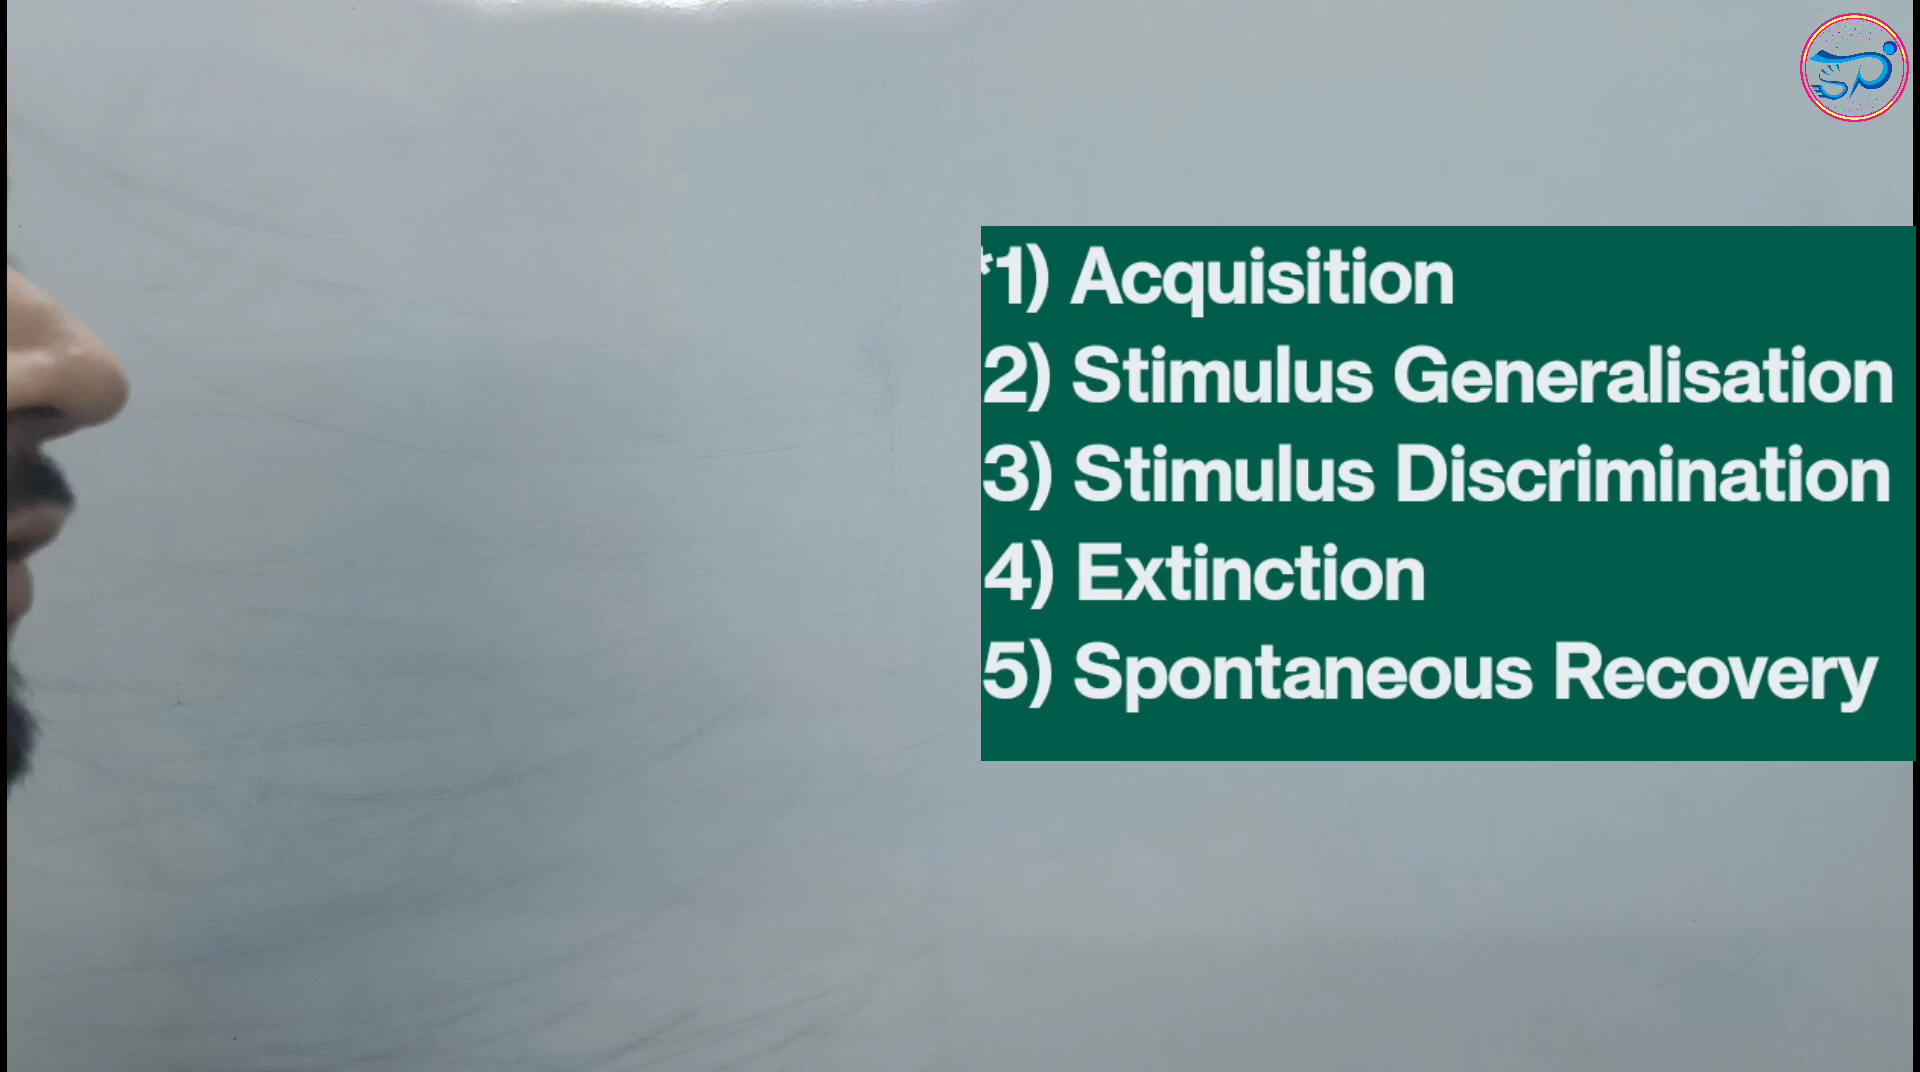 *1) Acquisition
2) Stimulus Generalisation
3) Stimulus Discrimination
4) Extinction
5) Spontaneous Recovery